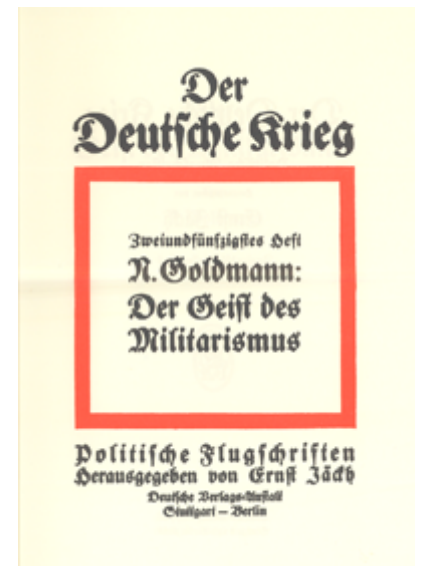 Der
Deutsche Krieg
Zweiundfünfzigstes Heft
N. Goldmann:
Der Geist des
Militarismus
Politische Flugschriften
Herausgegeben von Ernst Jäckh
Deutsche Verlags-Anstalt
Stuttgart – Berlin